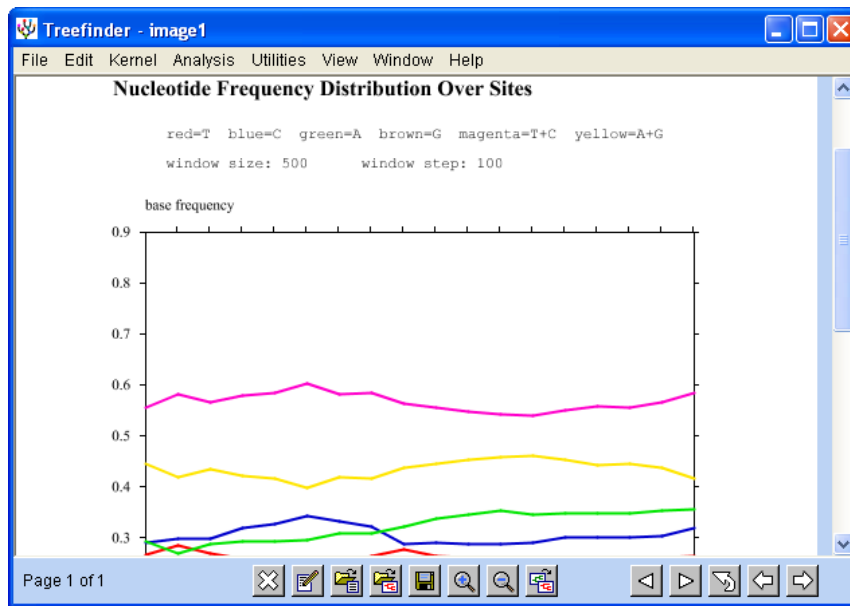 Treefinder - image1
File Edit Kernel Analysis Utilities View Window Help
Nucleotide Frequency Distribution Over Sites
red=T blue=C green=A brown=G magenta=T+C yellow=A+G
window size: 500 window step: 100
base frequency
0.9
0.8
0.7
0.6
0.5
0.4
0.3
Page 1 of 1